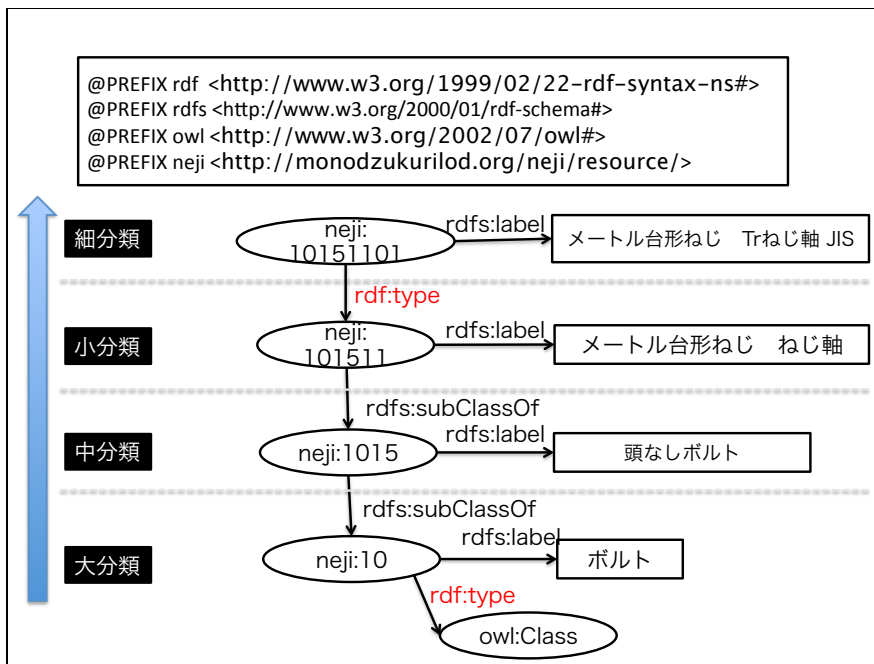 @PREFIX rdf <http://www.w3.org/1999/02/22-rdf-syntax-ns#>
@PREFIX rdfs <http://www.w3.org/2000/01/rdf-schema#>
@PREFIX owl <http://www.w3.org/2002/07/owl#>
@PREFIX neji <http://monodzukurilod.org/neji/resource/>
細分類
neji:
10151101
rdfs:label
メートル台形ねじ　Trねじ軸 JIS
rdf:type
小分類
neji:
101511
rdfs:label
メートル台形ねじ　ねじ軸
rdfs:subClassOf
中分類
neji:1015
rdfs:label
頭なしボルト
rdfs:subClassOf
大分類
neji:10
rdfs:label
ボルト
rdf:type
owl:Class